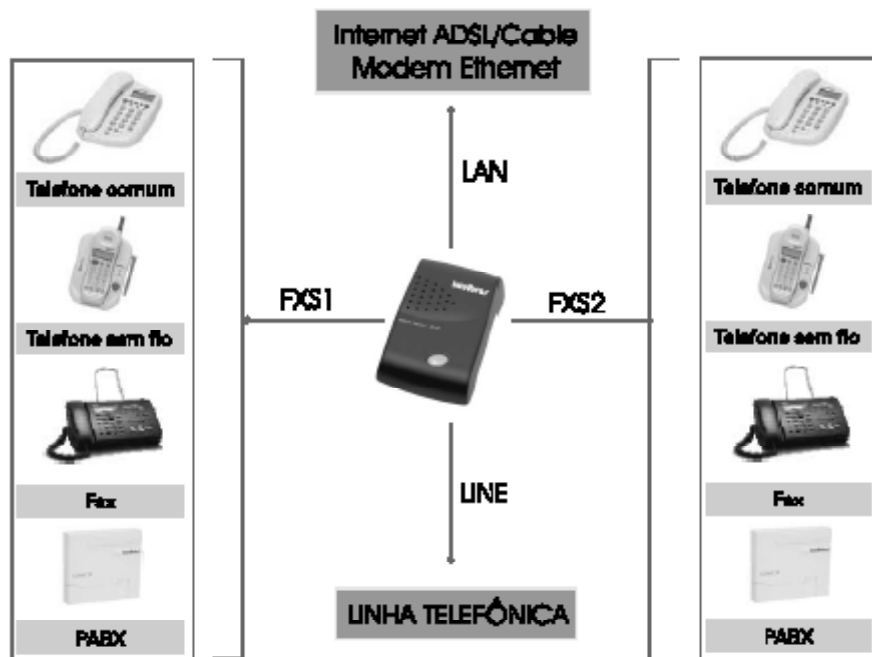 Internet ADSL/Cable
Modem Ethernet
LAN
FXS1
FXS2
LINE
LINHA TELEFÔNICA
Telefone comum
Telefone sem fio
Fax
PABX
Telefone comum
Telefone sem fio
Fax
PABX
intelbras